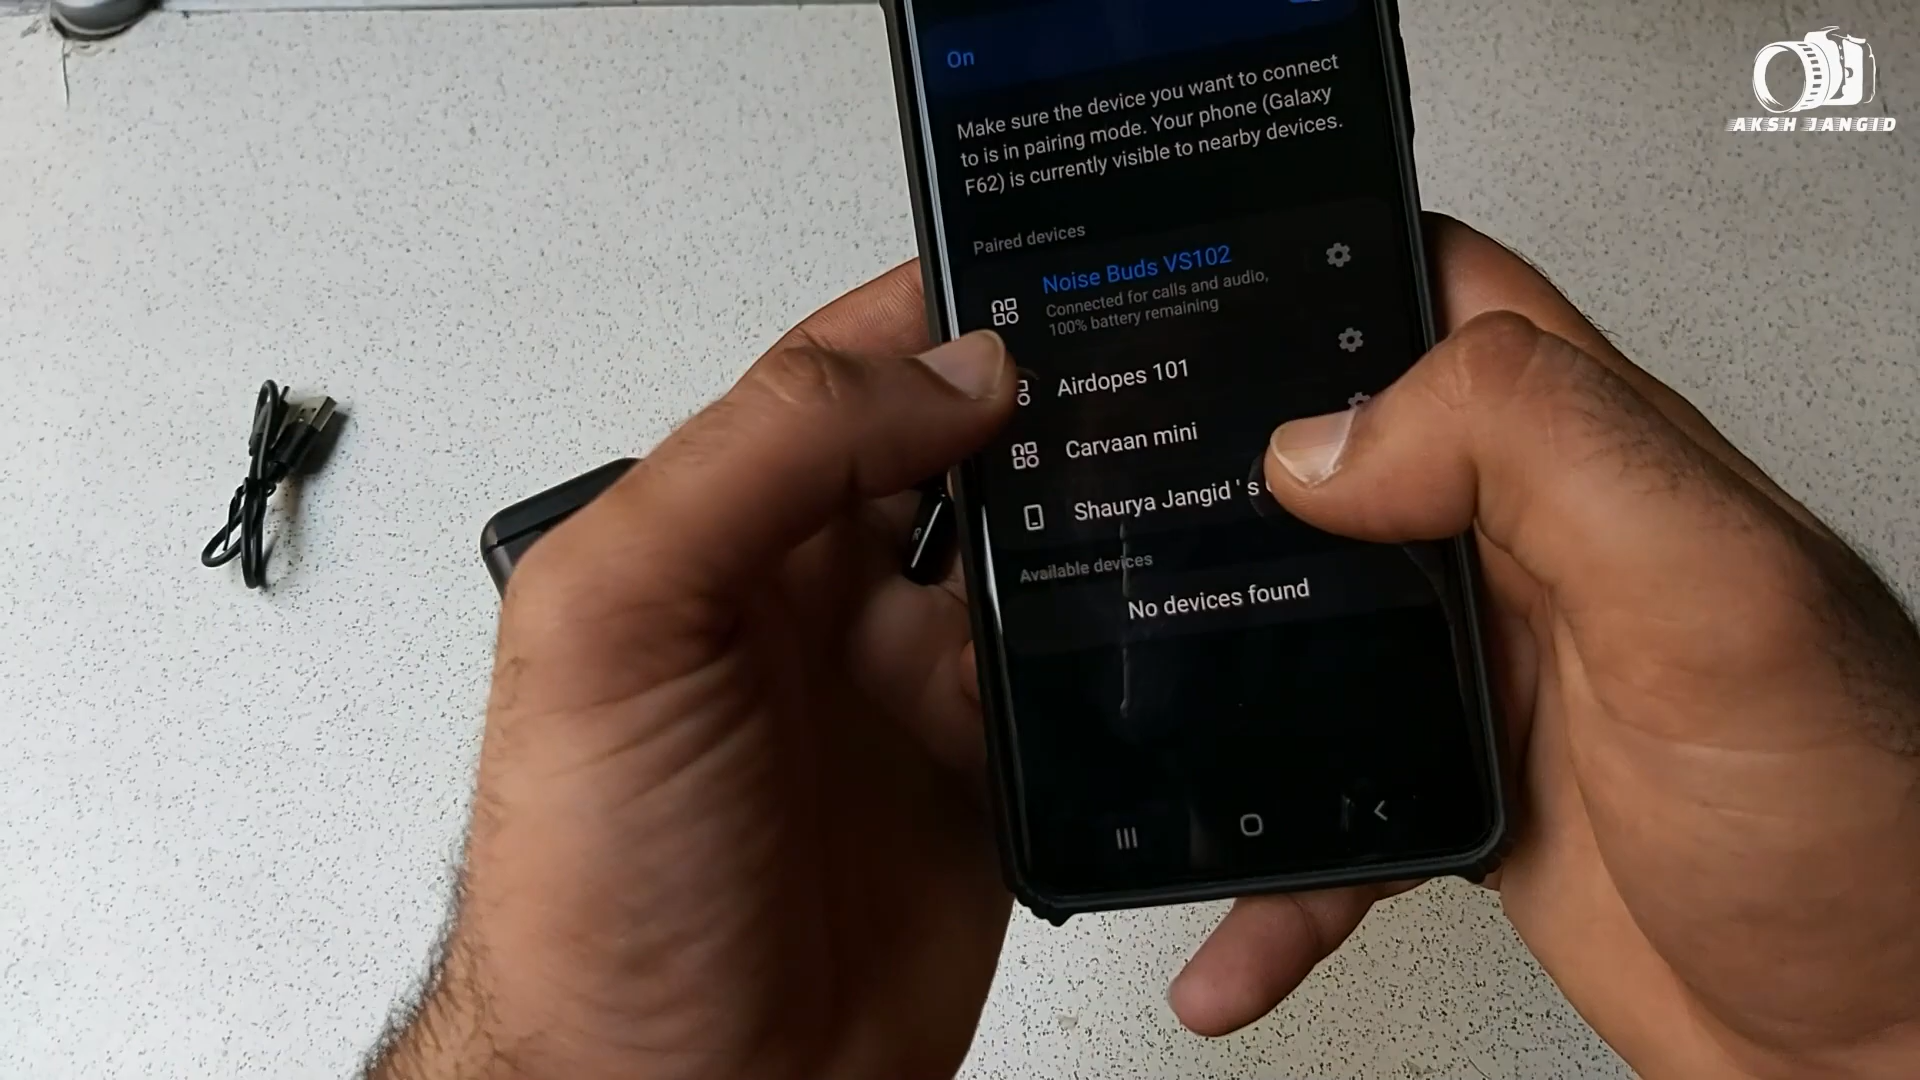 On
Make sure the device you want to connect
to is in pairing mode. Your phone (Galaxy
F62) is currently visible to nearby devices.
Paired devices
Noise Buds VS102
Connected for calls and audio,
100% battery remaining
Airdopes 101
Carvaan mini
Shaurya Jangid ' s
Available devices
No devices found
R
AKSH JANGID